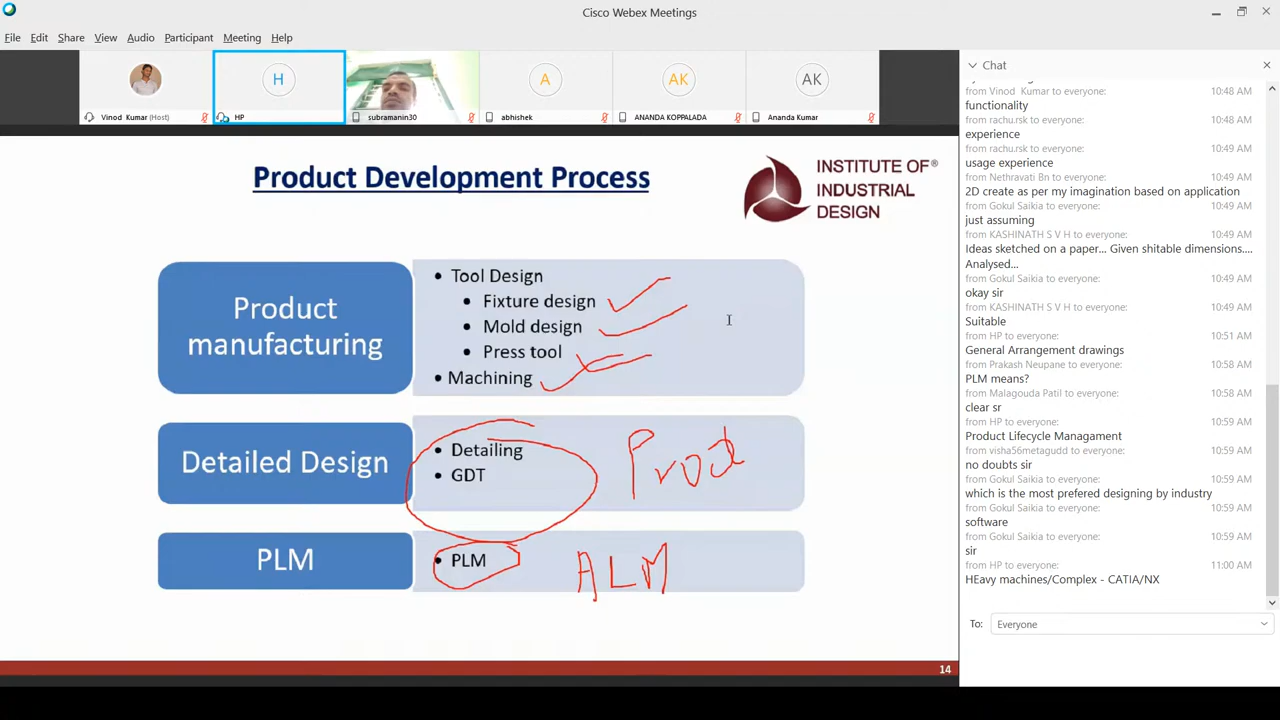 Cisco Webex Meetings
File Edit Share View Audio Participant Meeting Help
H
A
AK
AK
Vinod Kumar (Host)
HP
subramanin30
abhishek
ANANDA KOPPALADA
Ananda Kumar
Product Development Process
INSTITUTE OF®
INDUSTRIAL
DESIGN
Product
manufacturing
• Tool Design
• Fixture design
• Mold design
• Press tool
• Machining
Detailed Design
• Detailing
• GDT
Prod
PLM
• PLM
ALM
14
Chat
from Vinod Kumar to everyone: 10:48 AM
functionality
from rachu.rsk to everyone: 10:48 AM
experience
from rachu.rsk to everyone: 10:49 AM
usage experience
from Nethravati Bn to everyone: 10:49 AM
2D create as per my imagination based on application
from Gokul Saikia to everyone: 10:49 AM
just assuming
from KASHINATH S V H to everyone: 10:49 AM
Ideas sketched on a paper... Given shitable dimensions....
Analysed...
from Gokul Saikia to everyone: 10:49 AM
okay sir
from KASHINATH S V H to everyone: 10:49 AM
Suitable
from HP to everyone: 10:51 AM
General Arrangement drawings
from Prakash Neupane to everyone: 10:58 AM
PLM means?
from Malagouda Patil to everyone: 10:58 AM
clear sr
from HP to everyone: 10:59 AM
Product Lifecycle Managament
from visha56metagudd to everyone: 10:59 AM
no doubts sir
from Gokul Saikia to everyone: 10:59 AM
which is the most prefered designing by industry
from Gokul Saikia to everyone: 10:59 AM
software
from Gokul Saikia to everyone: 10:59 AM
sir
from HP to everyone: 11:00 AM
HEavy machines/Complex - CATIA/NX
To: Everyone